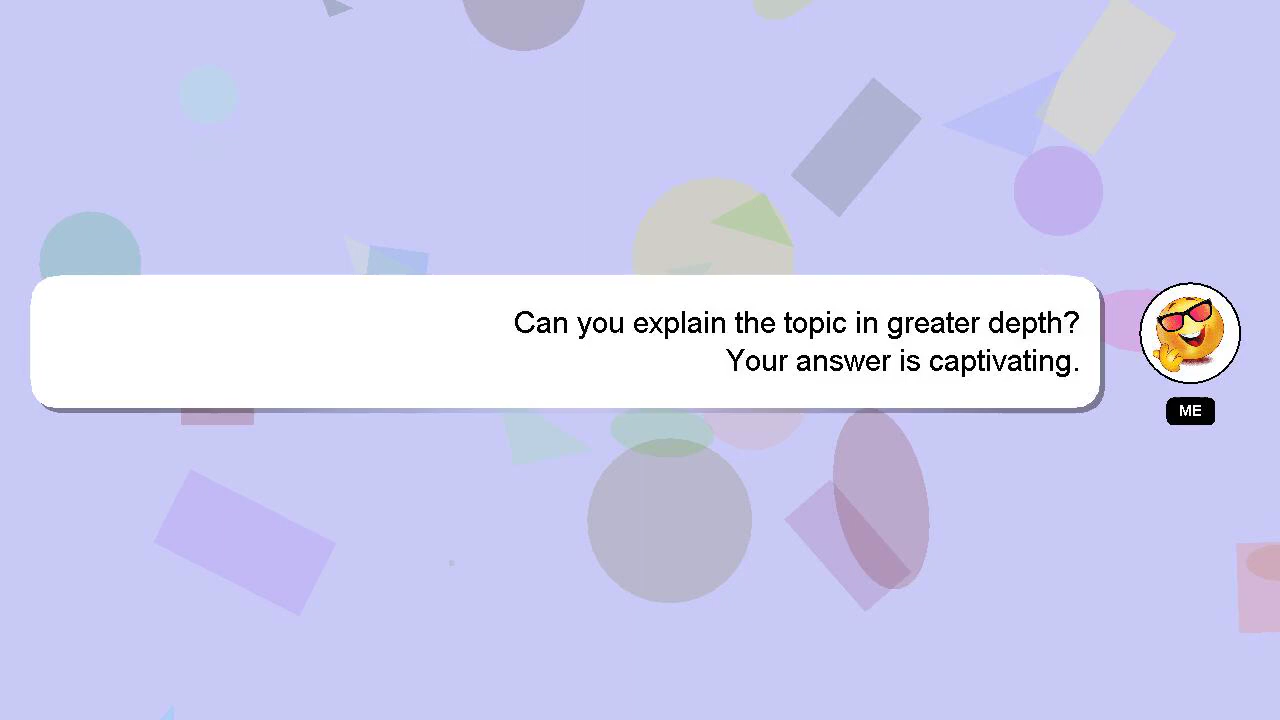 Can you explain the topic in greater depth?
Your answer is captivating.
ME